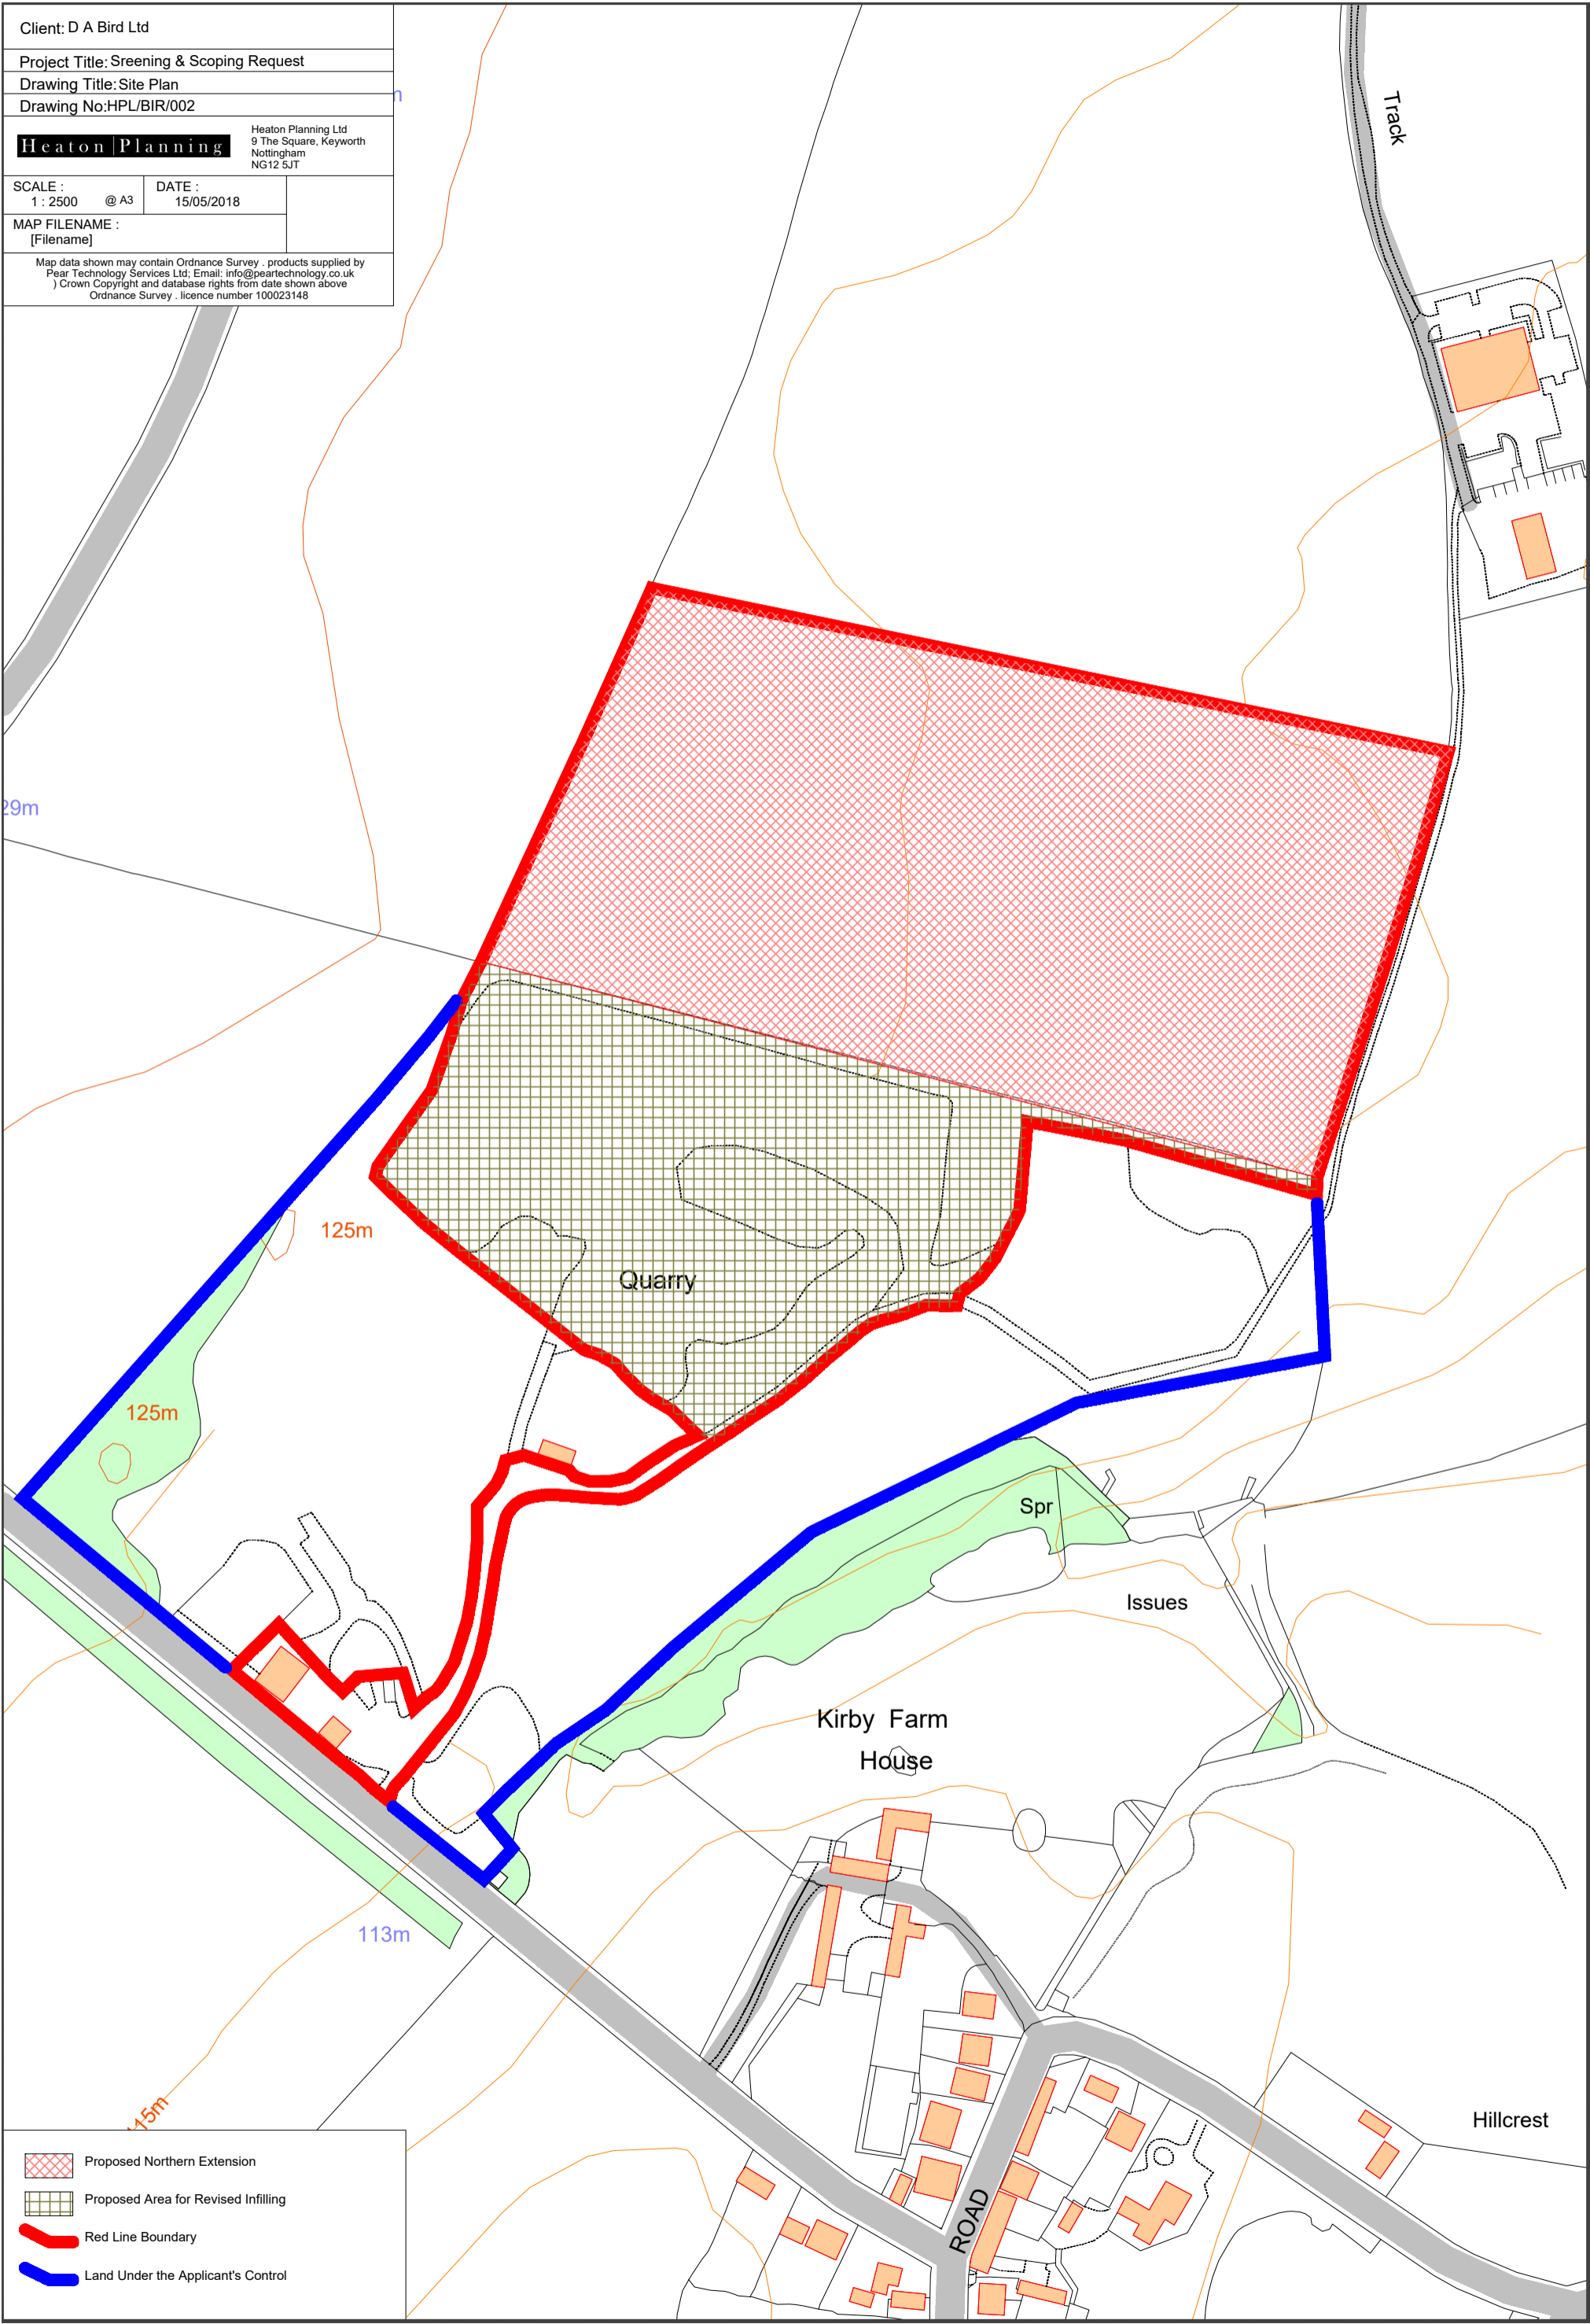 Client: D A Bird Ltd
Project Title: Sreening & Scoping Request
Drawing Title: Site Plan
Drawing No: HPL/BIR/002
Heaton Planning
Heaton Planning Ltd
9 The Square, Keyworth
Nottingham
NG12 5JT
SCALE :
1 : 2500 @ A3
DATE :
15/05/2018
MAP FILENAME :
[Filename]
Map data shown may contain Ordnance Survey . products supplied by
Pear Technology Services Ltd; Email: info@peartechnology.co.uk
) Crown Copyright and database rights from date shown above
Ordnance Survey . licence number 100023148
Track
29m
125m
Quarry
125m
Spr
Issues
Kirby Farm
House
113m
115m
Hillcrest
ROAD
Proposed Northern Extension
Proposed Area for Revised Infilling
Red Line Boundary
Land Under the Applicant's Control